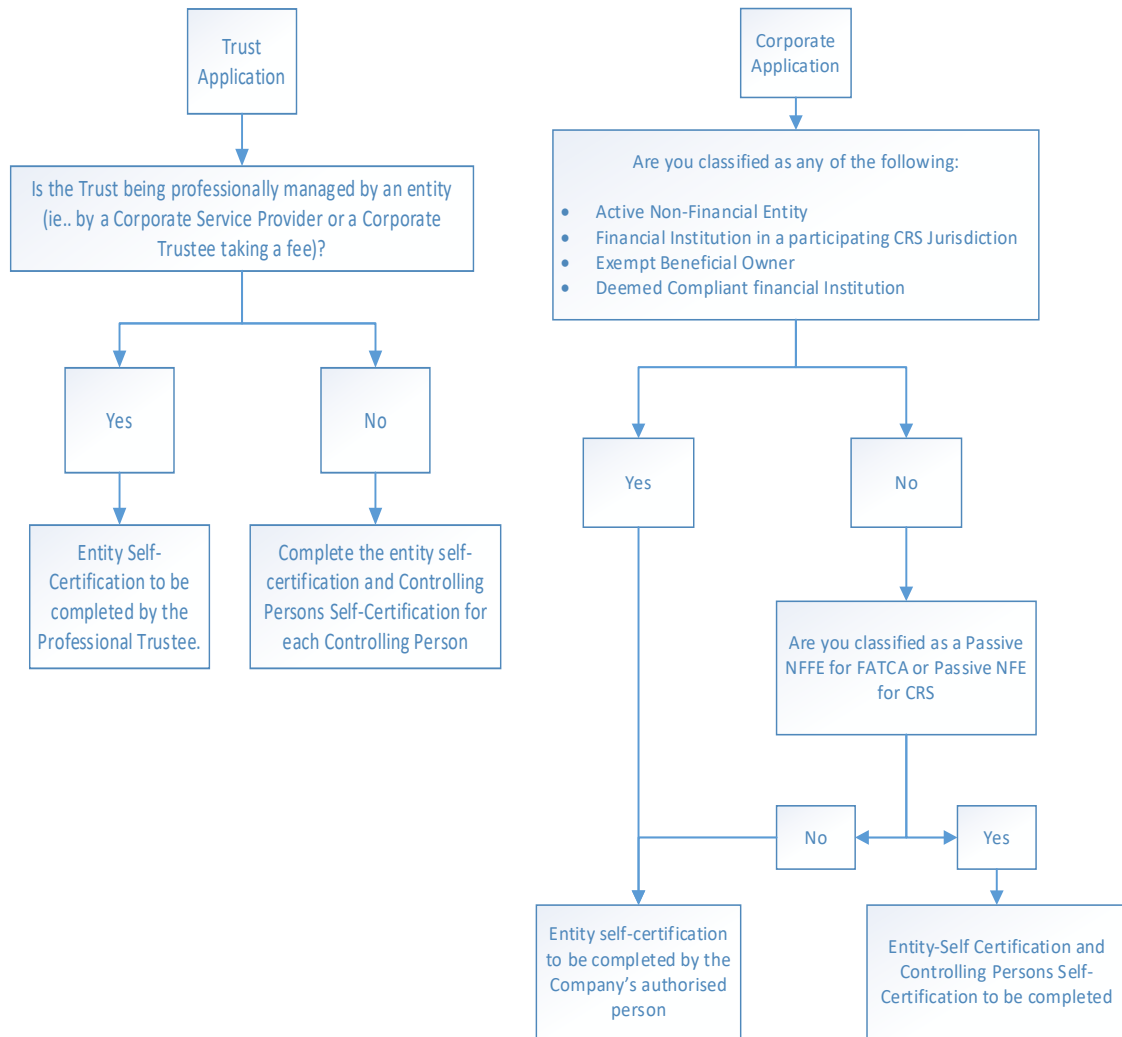 Trust
Application
Is the Trust being professionally managed by an entity
(ie.. by a Corporate Service Provider or a Corporate
Trustee taking a fee)?
Yes
No
Entity Self-
Certification to be
completed by the
Professional Trustee.
Complete the entity self-
certification and Controlling
Persons Self-Certification for
each Controlling Person
Corporate
Application
Are you classified as any of the following:
• Active Non-Financial Entity
• Financial Institution in a participating CRS Jurisdiction
• Exempt Beneficial Owner
• Deemed Compliant financial Institution
Yes
No
Are you classified as a Passive
NFFE for FATCA or Passive NFE
for CRS
No
Yes
Entity self-certification
to be completed by the
Company’s authorised
person
Entity-Self Certification and
Controlling Persons Self-
Certification to be completed